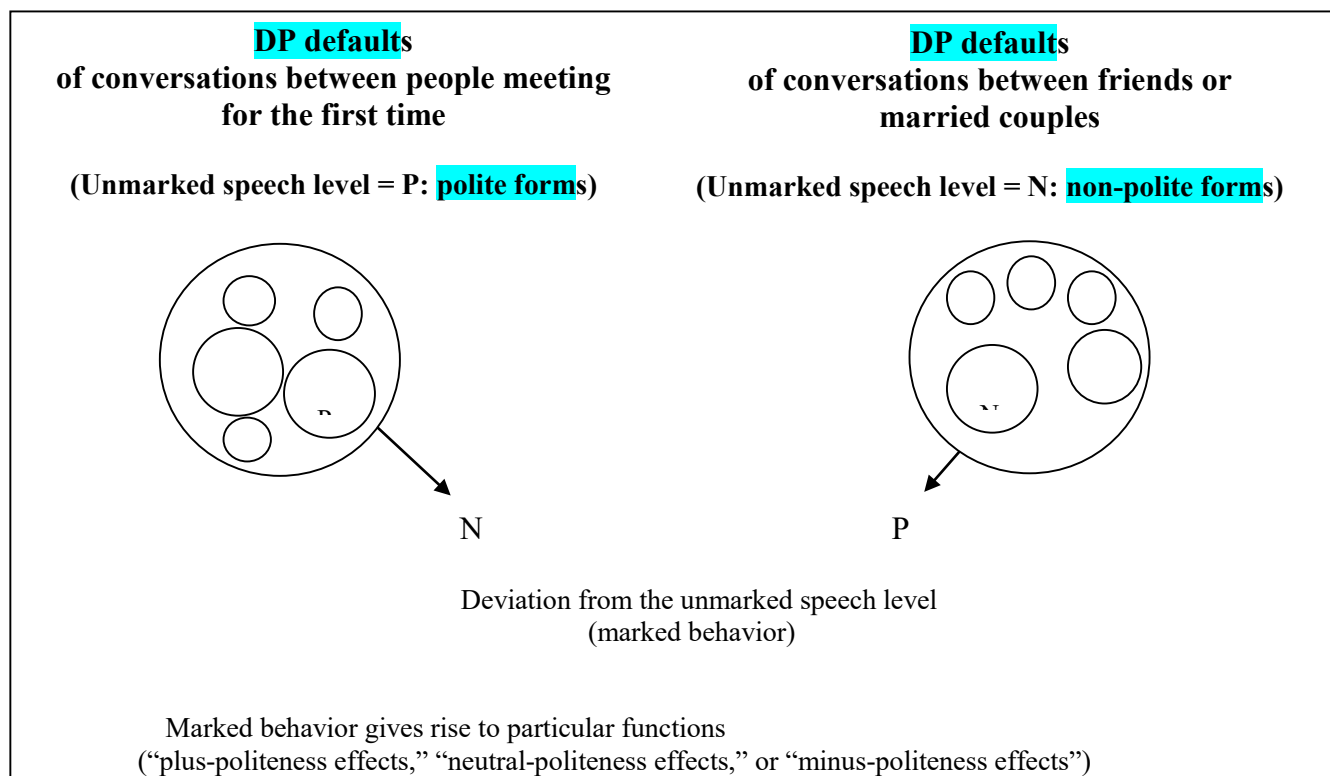 DP defaults
of conversations between people meeting
for the first time
(Unmarked speech level = P: polite forms)
DP defaults
of conversations between friends or
married couples
(Unmarked speech level = N: non-polite forms)
N
P
Deviation from the unmarked speech level
(marked behavior)
Marked behavior gives rise to particular functions
(“plus-politeness effects,” “neutral-politeness effects,” or “minus-politeness effects”)